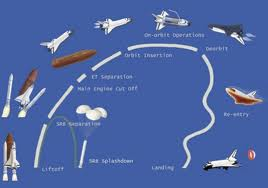 On-orbit Operations
Orbit Insertion
Deorbit
ET Separation
Main Engine Cut Off
Re-entry
SRB Separation
SRB Splashdown
Liftoff
Landing